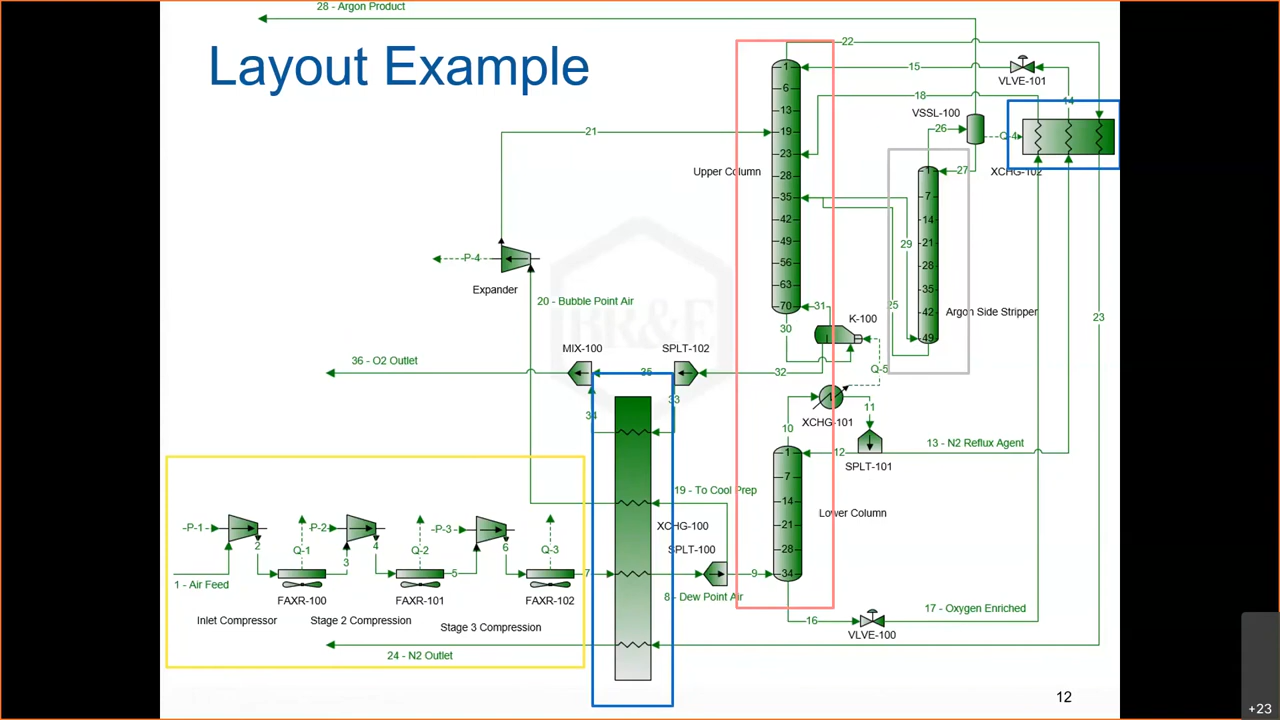 28 - Argon Product
Layout Example
22
15
VLVE-101
18
14
VSSL-100
26
Q-4
21
1
6
13
19
23
28
35
42
49
56
63
70
Upper Column
27
XCHG-102
1
7
14
21
28
35
42
49
29
25
Argon Side Stripper
P-4
Expander
20 - Bubble Point Air
BR&E
31
30
K-100
23
MIX-100
SPLT-102
36 - O2 Outlet
35
32
Q-5
34
33
XCHG-101
10
11
12
13 - N2 Reflux Agent
SPLT-101
1
7
14
21
28
34
Lower Column
19 - To Cool Prep
XCHG-100
SPLT-100
P-1
P-2
P-3
2
Q-1
3
4
Q-2
5
6
Q-3
7
9
1 - Air Feed
8 - Dew Point Air
FAXR-100
FAXR-101
FAXR-102
17 - Oxygen Enriched
Inlet Compressor
Stage 2 Compression
Stage 3 Compression
16
VLVE-100
24 - N2 Outlet
12
+23